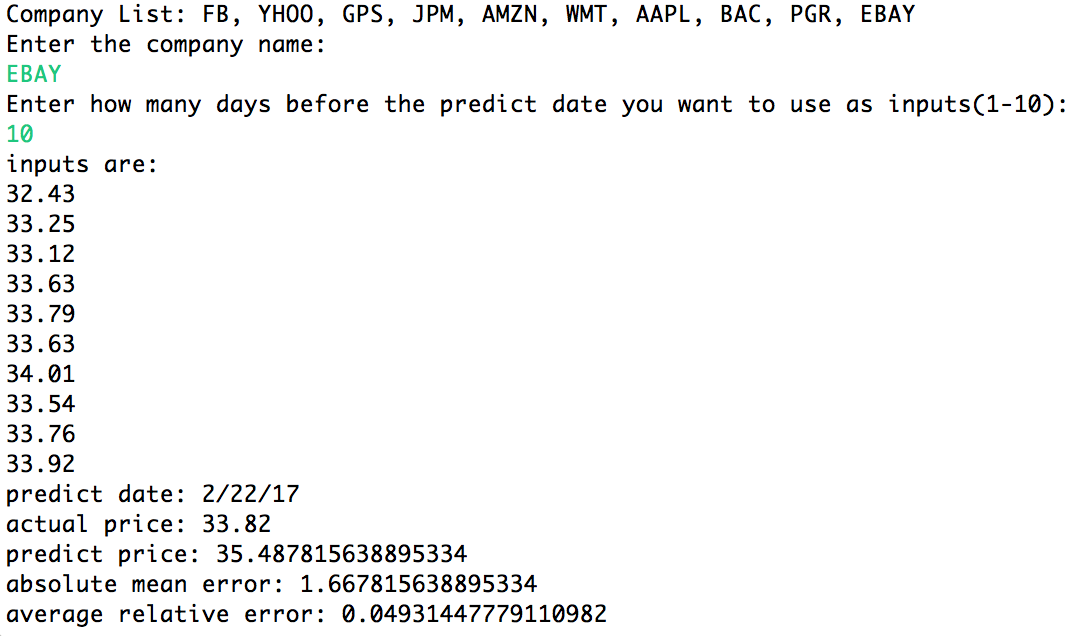 Company List: FB, YHOO, GPS, JPM, AMZN, WMT, AAPL, BAC, PGR, EBAY
Enter the company name:
EBAY
Enter how many days before the predict date you want to use as inputs(1-10):
10
inputs are:
32.43
33.25
33.12
33.63
33.79
33.63
34.01
33.54
33.76
33.92
predict date: 2/22/17
actual price: 33.82
predict price: 35.487815638895334
absolute mean error: 1.667815638895334
average relative error: 0.04931447779110982